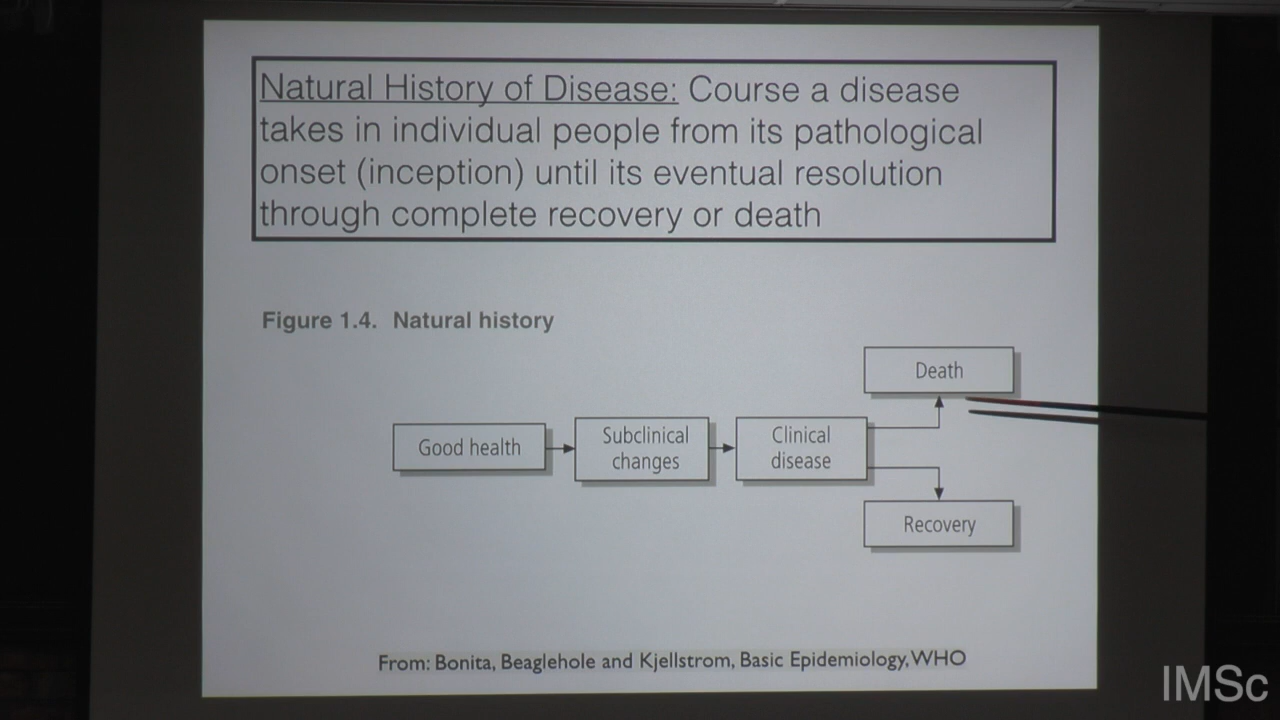 Natural History of Disease: Course a disease
takes in individual people from its pathological
onset (inception) until its eventual resolution
through complete recovery or death
Figure 1.4. Natural history
Death
Good health
Subclinical
changes
Clinical
disease
Recovery
From: Bonita, Beaglehole and Kjellstrom, Basic Epidemiology, WHO
IMSc